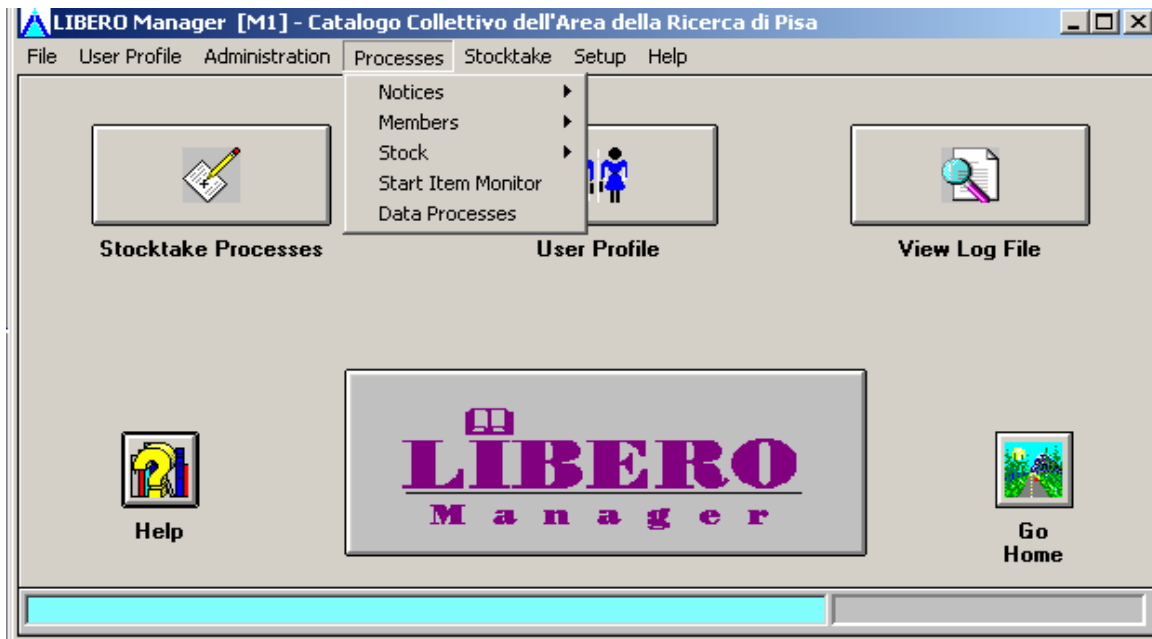 LIBERO Manager [M1] - Catalogo Collettivo dell'Area della Ricerca di Pisa
File User Profile Administration Processes Stocktake Setup Help
Notices
Members
Stock
Start Item Monitor
Data Processes
Stocktake Processes User Profile View Log File
LIBERO
Manager
Help
Go
Home